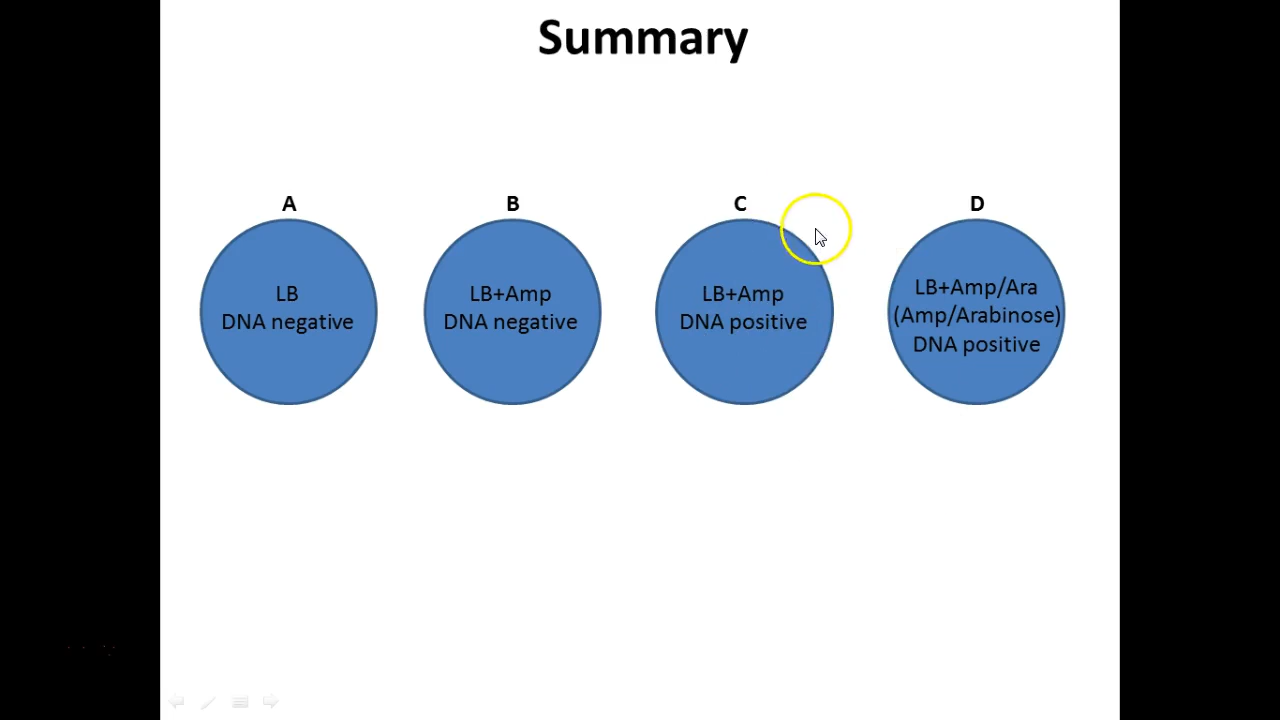 Summary
A
B
C
D
LB
DNA negative
LB+Amp
DNA negative
LB+Amp
DNA positive
LB+Amp/Ara
(Amp/Arabinose)
DNA positive